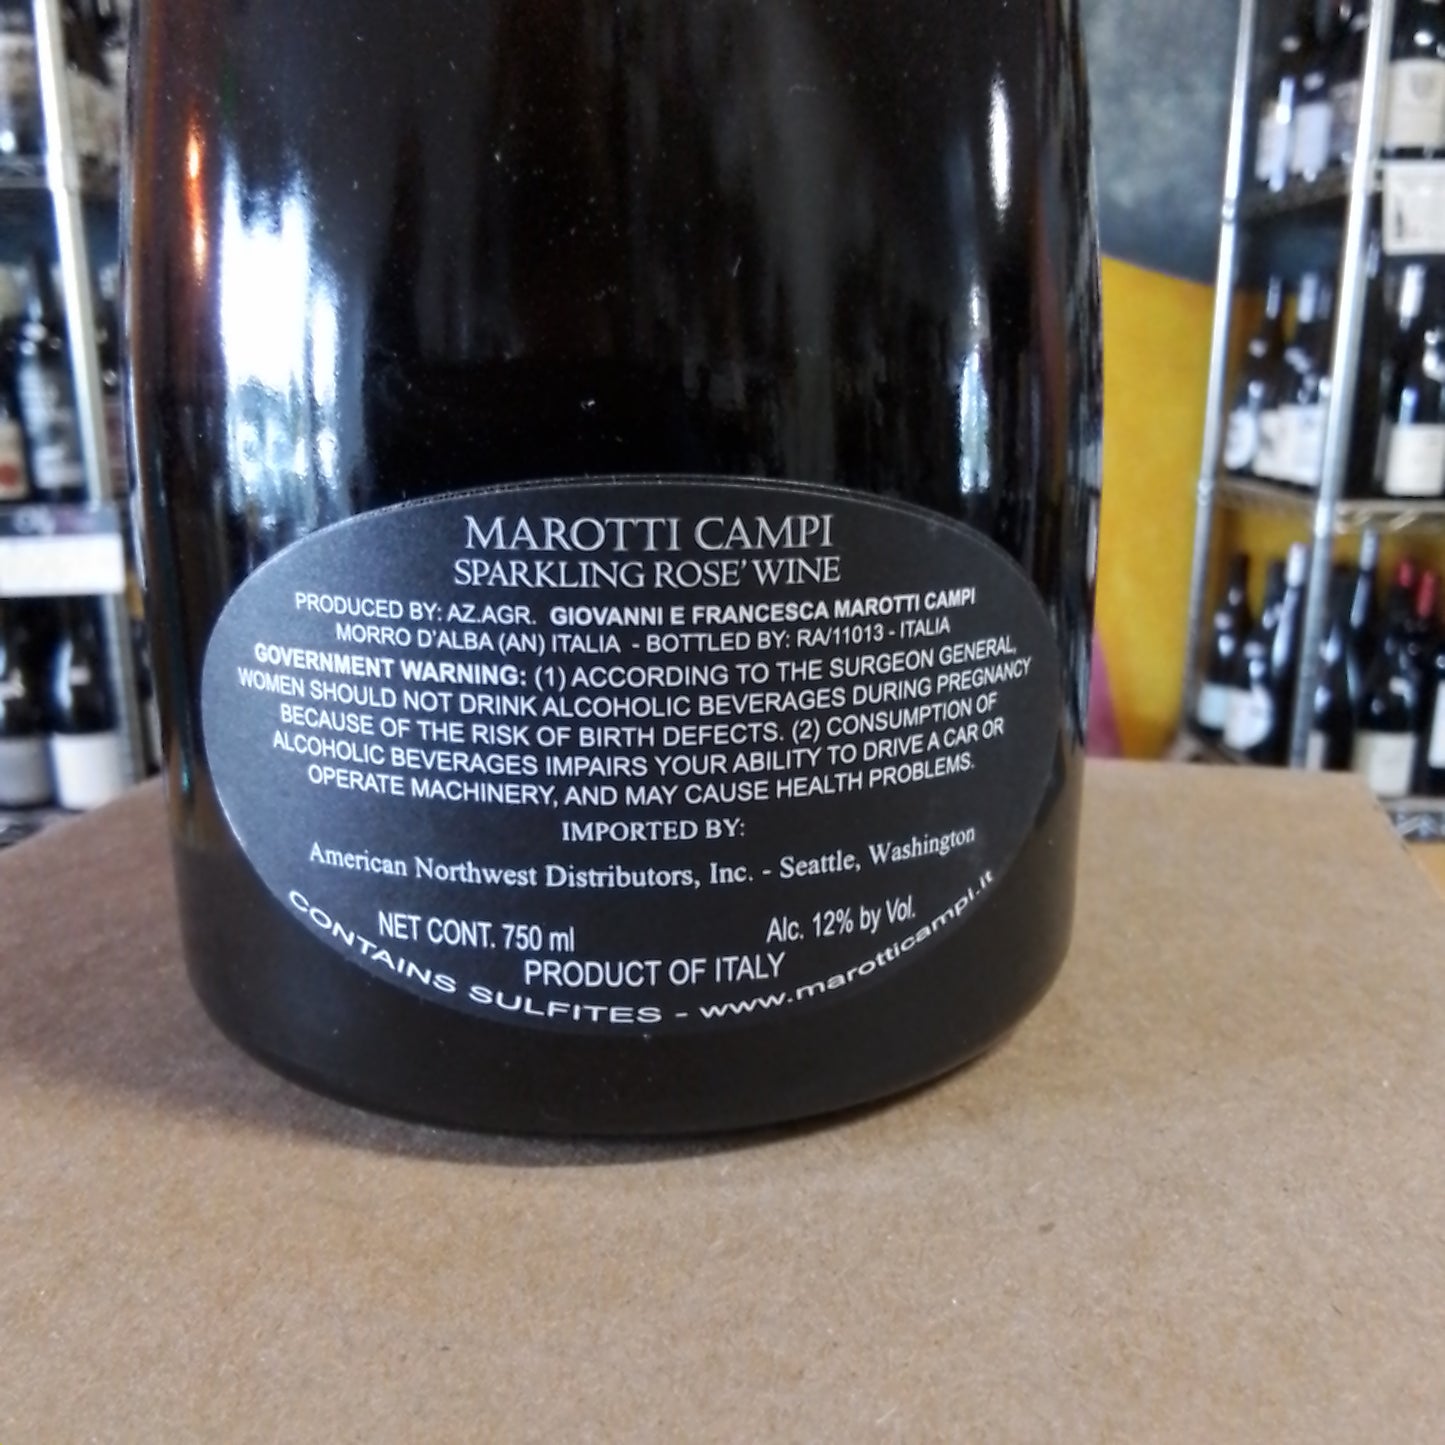 MAROTTI CAMPI
SPARKLING ROSE' WINE
PRODUCED BY: AZ.AGR. GIOVANNI E FRANCESCA MAROTTI CAMPI
MORRO D'ALBA (AN) ITALIA - BOTTLED BY: RA/11013 - ITALIA
GOVERNMENT WARNING: (1) ACCORDING TO THE SURGEON GENERAL,
WOMEN SHOULD NOT DRINK ALCOHOLIC BEVERAGES DURING PREGNANCY
BECAUSE OF THE RISK OF BIRTH DEFECTS. (2) CONSUMPTION OF
ALCOHOLIC BEVERAGES IMPAIRS YOUR ABILITY TO DRIVE A CAR OR
OPERATE MACHINERY, AND MAY CAUSE HEALTH PROBLEMS.
IMPORTED BY:
American Northwest Distributors, Inc. - Seattle, Washington
NET CONT. 750 ml Alc. 12% by Vol.
PRODUCT OF ITALY
CONTAINS SULFITES - www.marotticampi.it